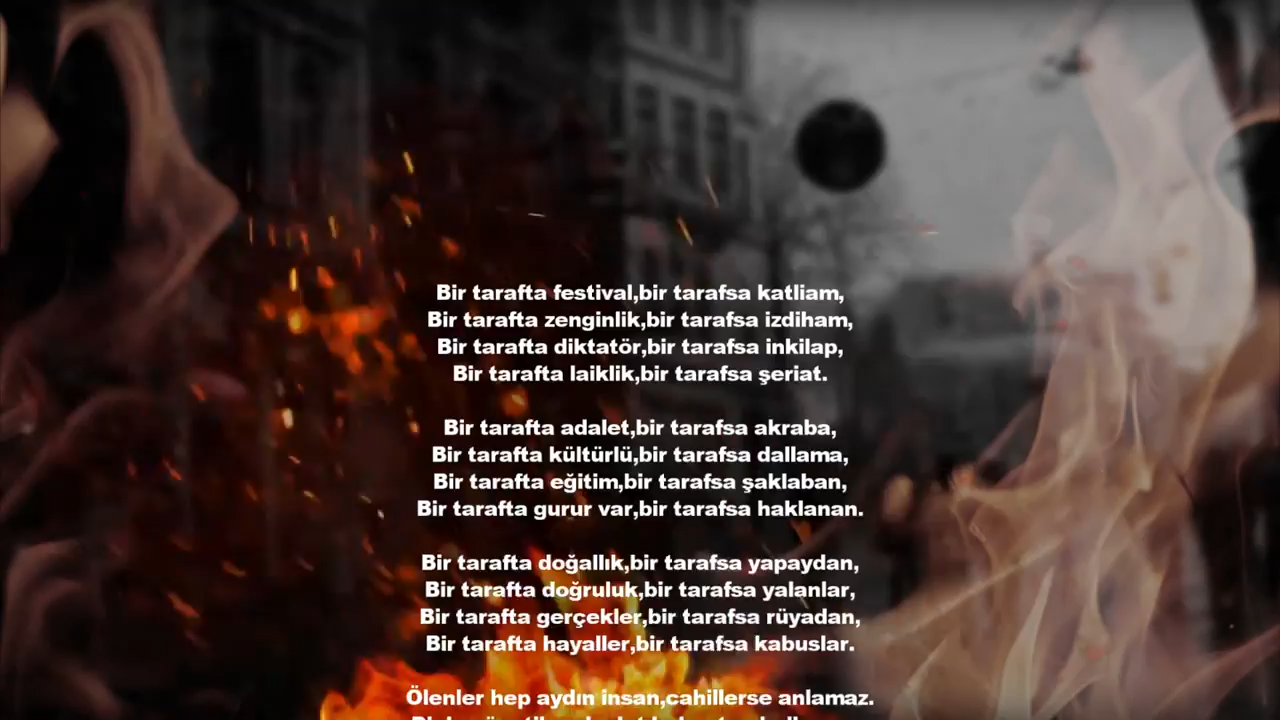 Bir tarafta festival,bir tarafsa katliam,
Bir tarafta zenginlik,bir tarafsa izdiham,
Bir tarafta diktatör,bir tarafsa inkilap,
Bir tarafta laiklik,bir tarafsa şeriat.
Bir tarafta adalet,bir tarafsa akraba,
Bir tarafta kültürlü,bir tarafsa dallama,
Bir tarafta eğitim,bir tarafsa şaklaban,
Bir tarafta gurur var,bir tarafsa haklanan.
Bir tarafta doğallık,bir tarafsa yapaydan,
Bir tarafta doğruluk,bir tarafsa yalanlar,
Bir tarafta gerçekler,bir tarafsa rüyadan,
Bir tarafta hayaller,bir tarafsa kabuslar.
Ölenler hep aydın insan,cahillerse anlamaz.